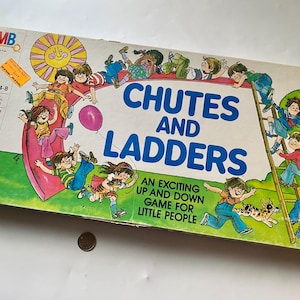 MB
CHUTES
AND
LADDERS
AN EXCITING
UP AND DOWN
GAME FOR
LITTLE PEOPLE